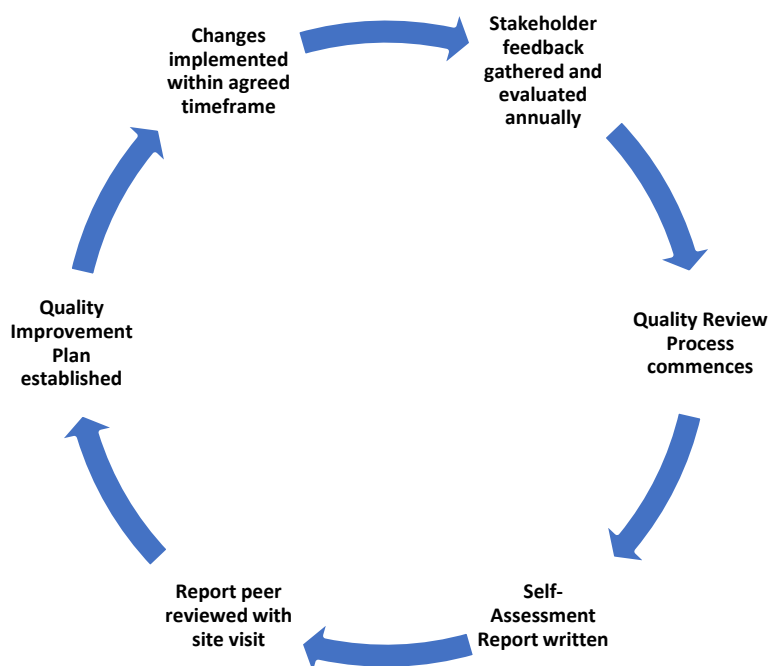 Changes
implemented
within agreed
timeframe
Stakeholder
feedback
gathered and
evaluated
annually
Quality Review
Process
commences
Self-
Assessment
Report written
Report peer
reviewed with
site visit
Quality
Improvement
Plan
established